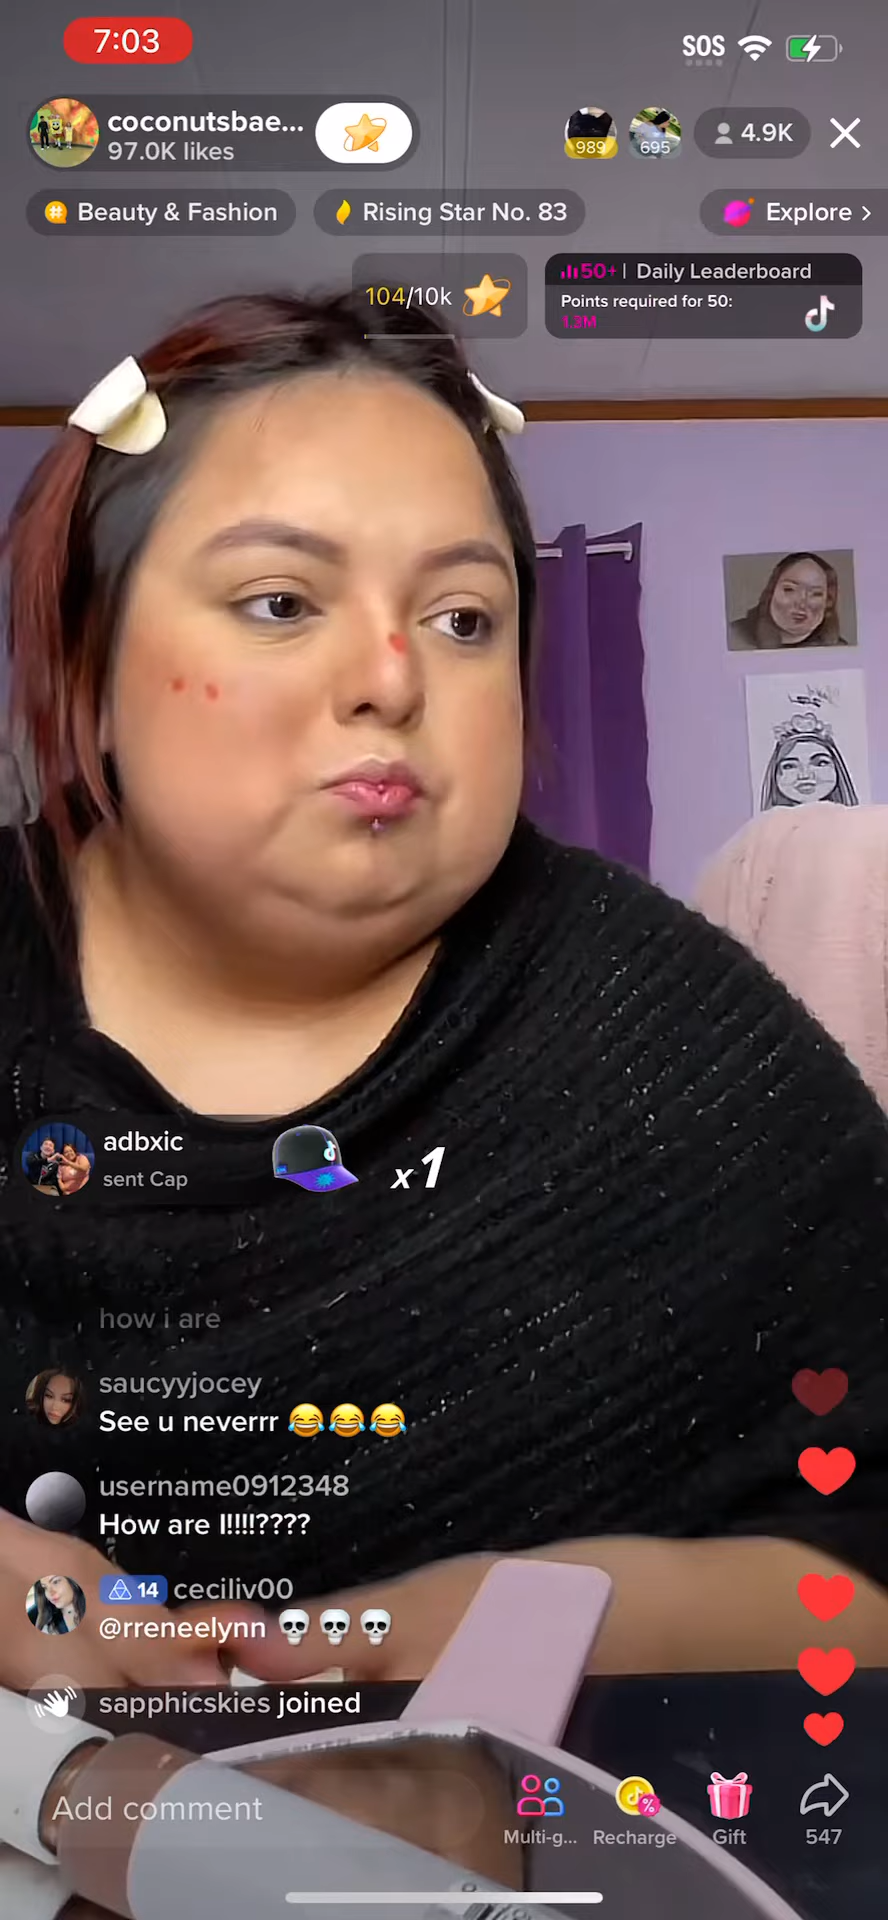 7:03
SOS
coconutsbae...
97.0K likes
989
695
4.9K
Beauty & Fashion
Rising Star No. 83
Explore >
104/10k
50+ | Daily Leaderboard
Points required for 50:
1.3M
adbxic
sent Cap
x1
how i are
saucyyjocey
See u neverrr 😂😂😂
username0912348
How are I!!!!????
14 ceciliv00
@rreneelynn 💀💀💀
sapphicskies joined
Add comment
Multi-g...
Recharge
Gift
547